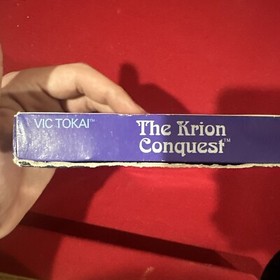 VIC TOKAI™
The Krion
Conquest™